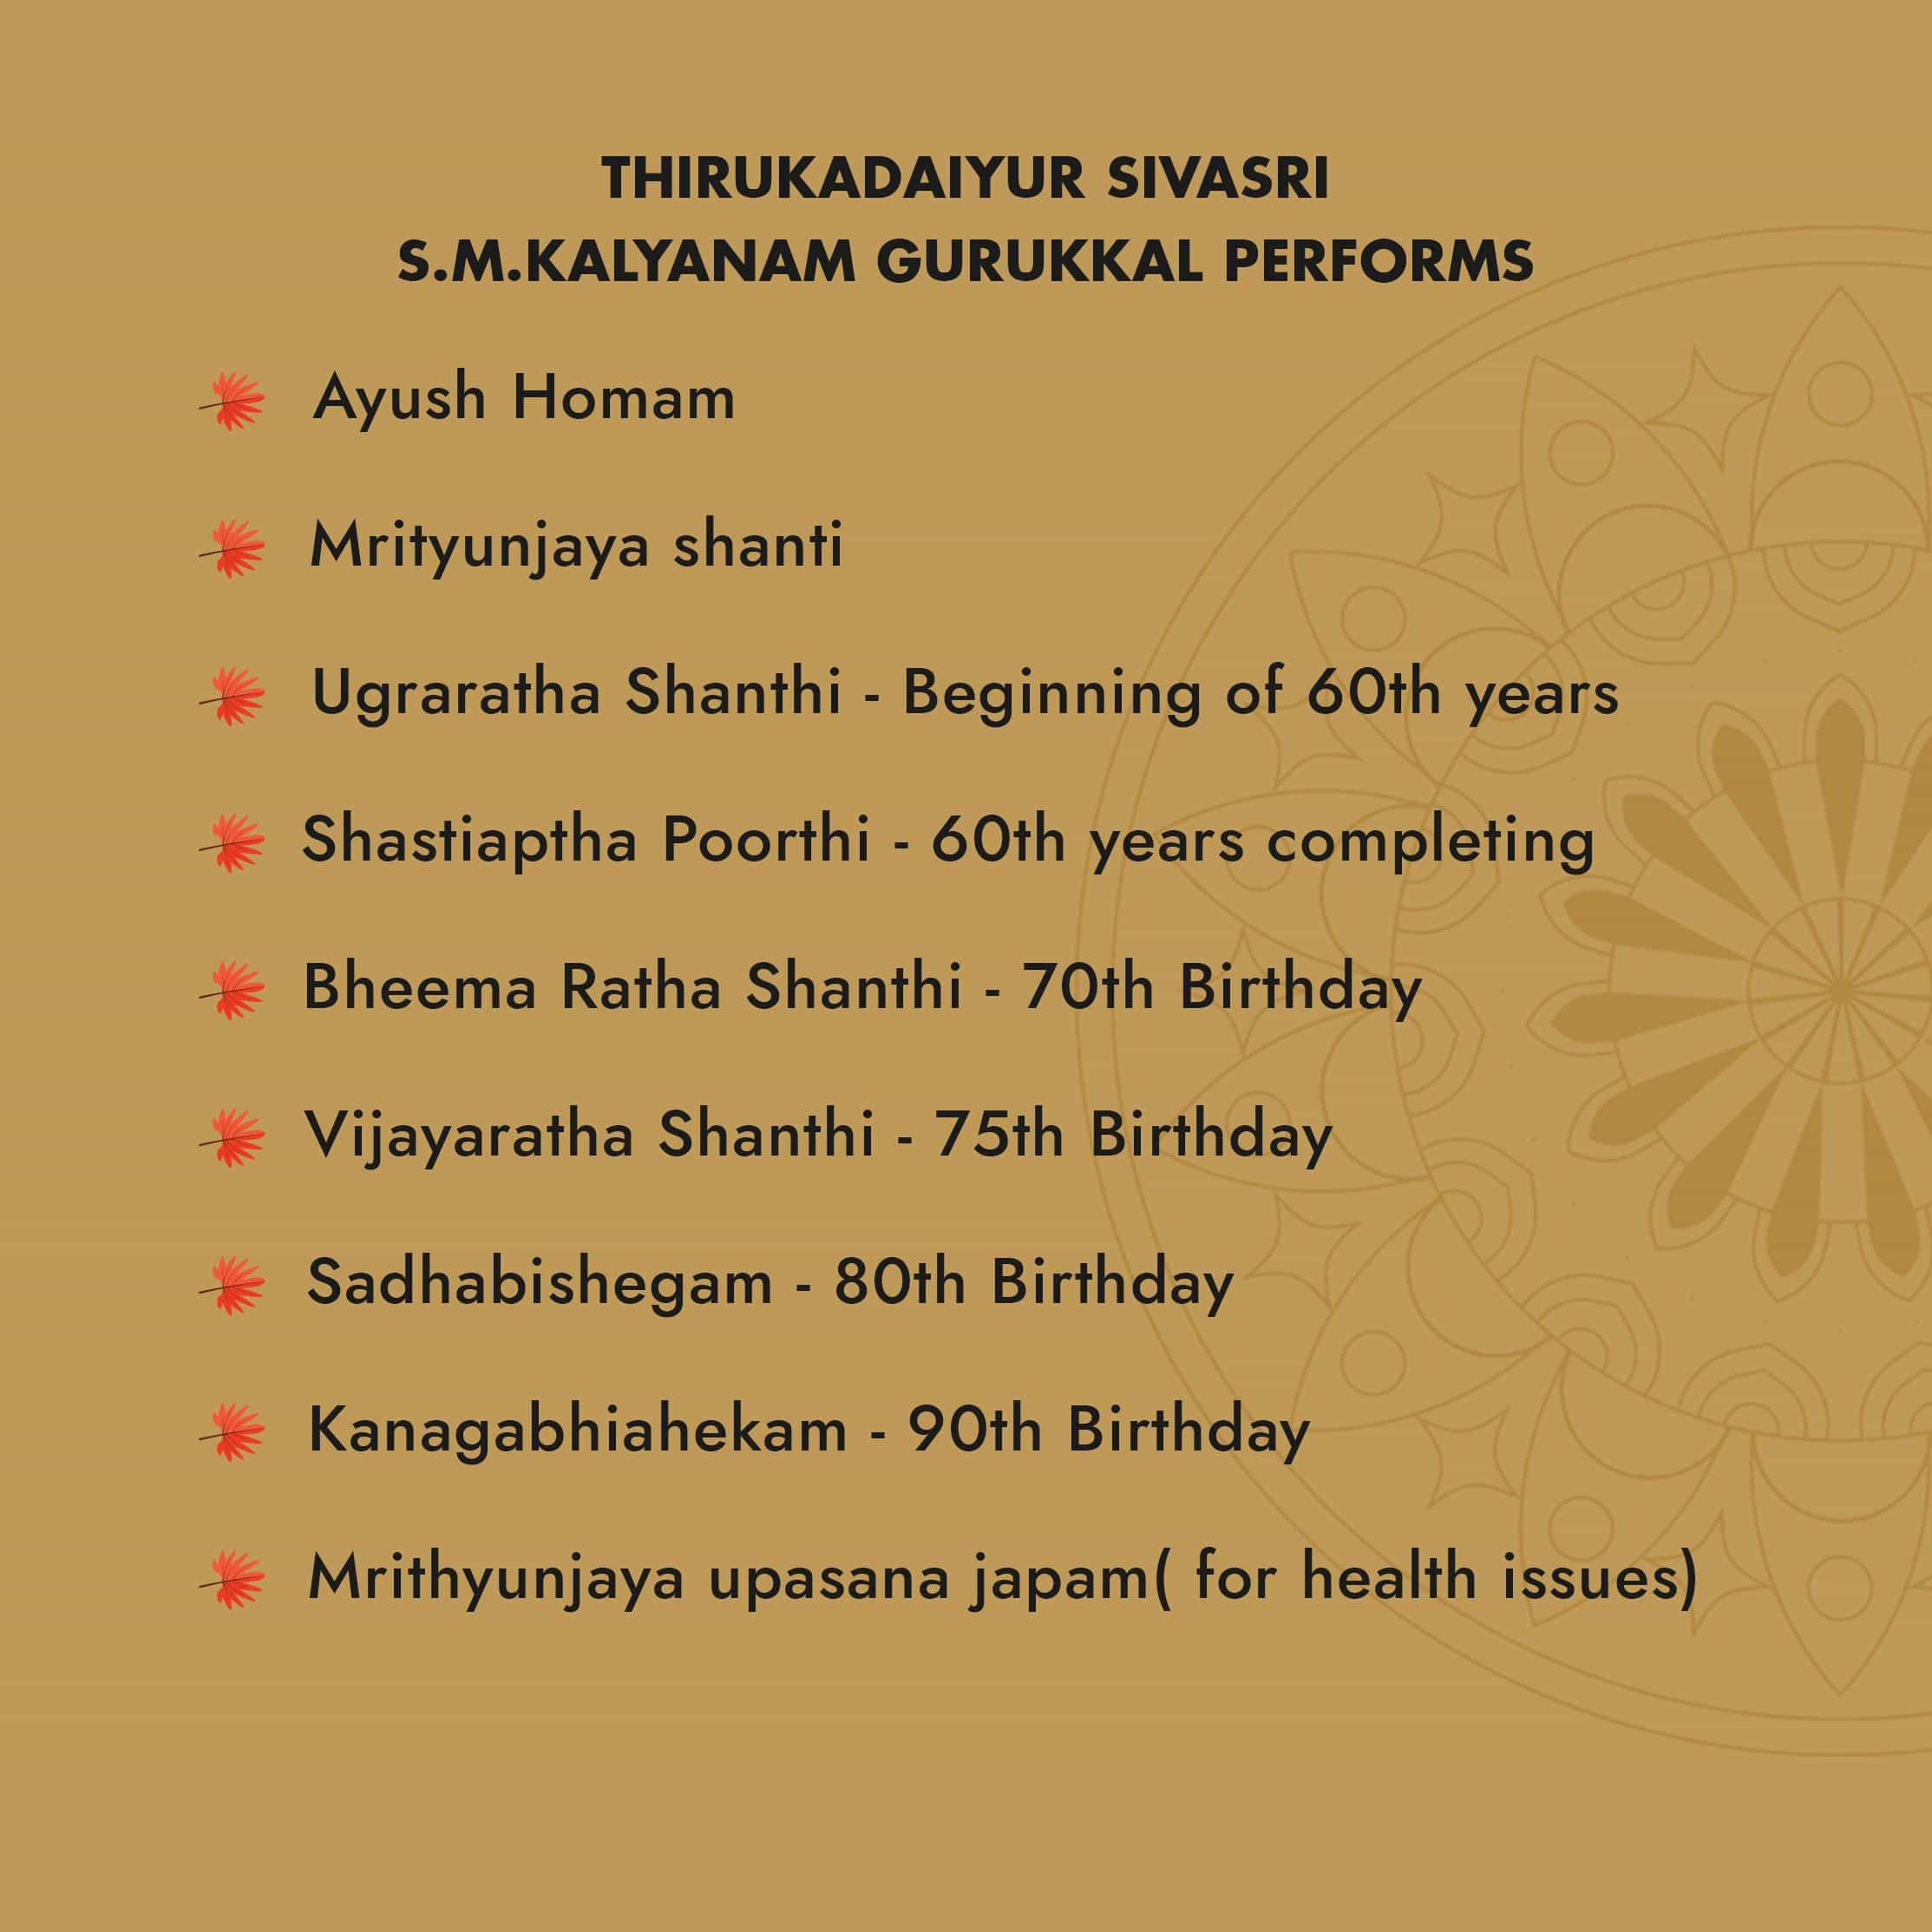 THIRUKADAIYUR SIVASRI
S.M.KALYANAM GURUKKAL PERFORMS
Ayush Homam
Mrityunjaya shanti
Ugraratha Shanthi - Beginning of 60th years
Shastiaptha Poorthi - 60th years completing
Bheema Ratha Shanthi - 70th Birthday
Vijayaratha Shanthi - 75th Birthday
Sadhabishegam - 80th Birthday
Kanagabhiahekam - 90th Birthday
Mrithyunjaya upasana japam( for health issues)